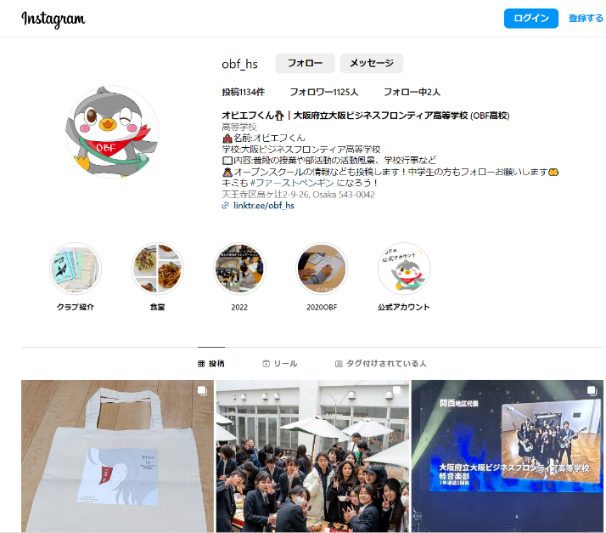 Instagram
ログイン
登録する
obf_hs
フォロー
メッセージ
投稿1134件
フォロワー1125人
フォロー中2人
オビエフくん🐧｜大阪府立大阪ビジネスフロンティア高等学校 (OBF高校)
高等学校
名前:オビエフくん
学校:大阪ビジネスフロンティア高等学校
内容:普段の授業や部活動の活動風景、学校行事など
オープンスクールの情報なども投稿します！中学生の方もフォローお願いします
キミも #ファーストペンギン になろう！
天王寺区烏ケ辻2-9-26, Osaka 543-0042
linktr.ee/obf_hs
OBF
クラブ紹介
食堂
2022
2020OBF
公式アカウント
投稿
リール
タグ付けされている人
関西地区代表
大阪府立大阪ビジネスフロンティア高等学校
軽音楽部
2年連続2回目